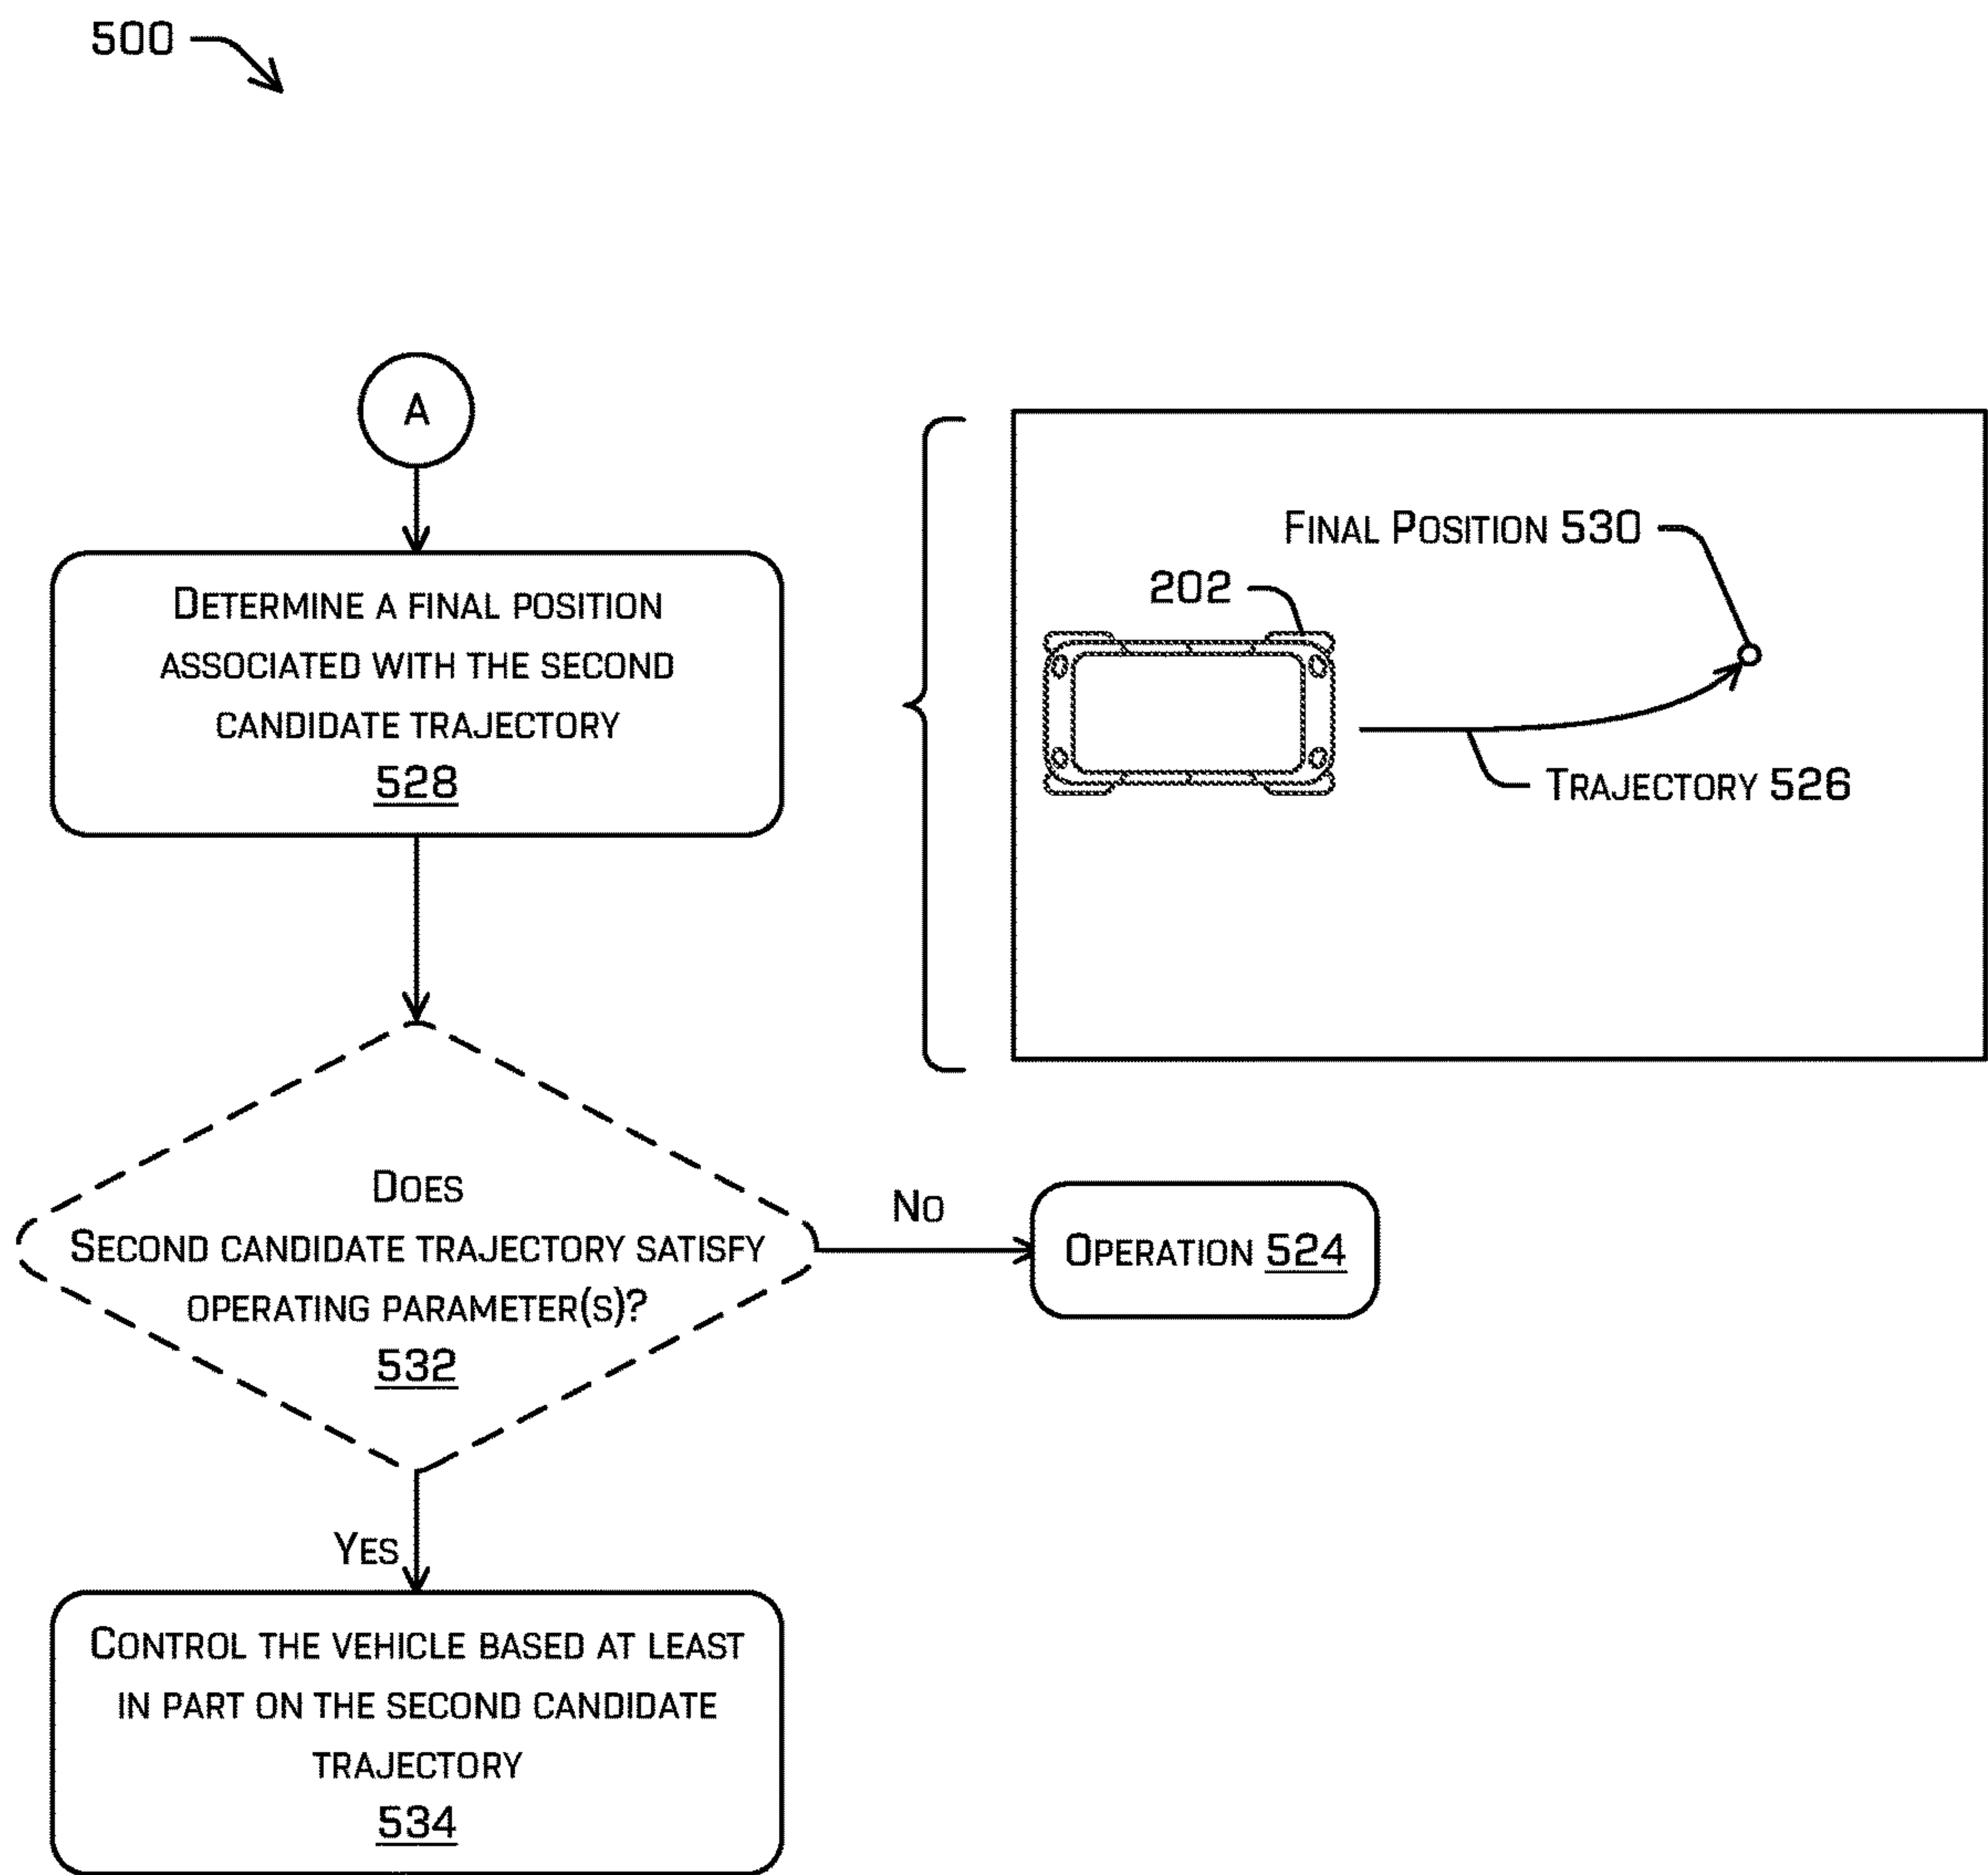 500
A
DETERMINE A FINAL POSITION
ASSOCIATED WITH THE SECOND
CANDIDATE TRAJECTORY
528
FINAL POSITION 530
202
TRAJECTORY 526
DOES
SECOND CANDIDATE TRAJECTORY SATISFY
OPERATING PARAMETER(S)?
532
NO
OPERATION 524
YES
CONTROL THE VEHICLE BASED AT LEAST
IN PART ON THE SECOND CANDIDATE
TRAJECTORY
534